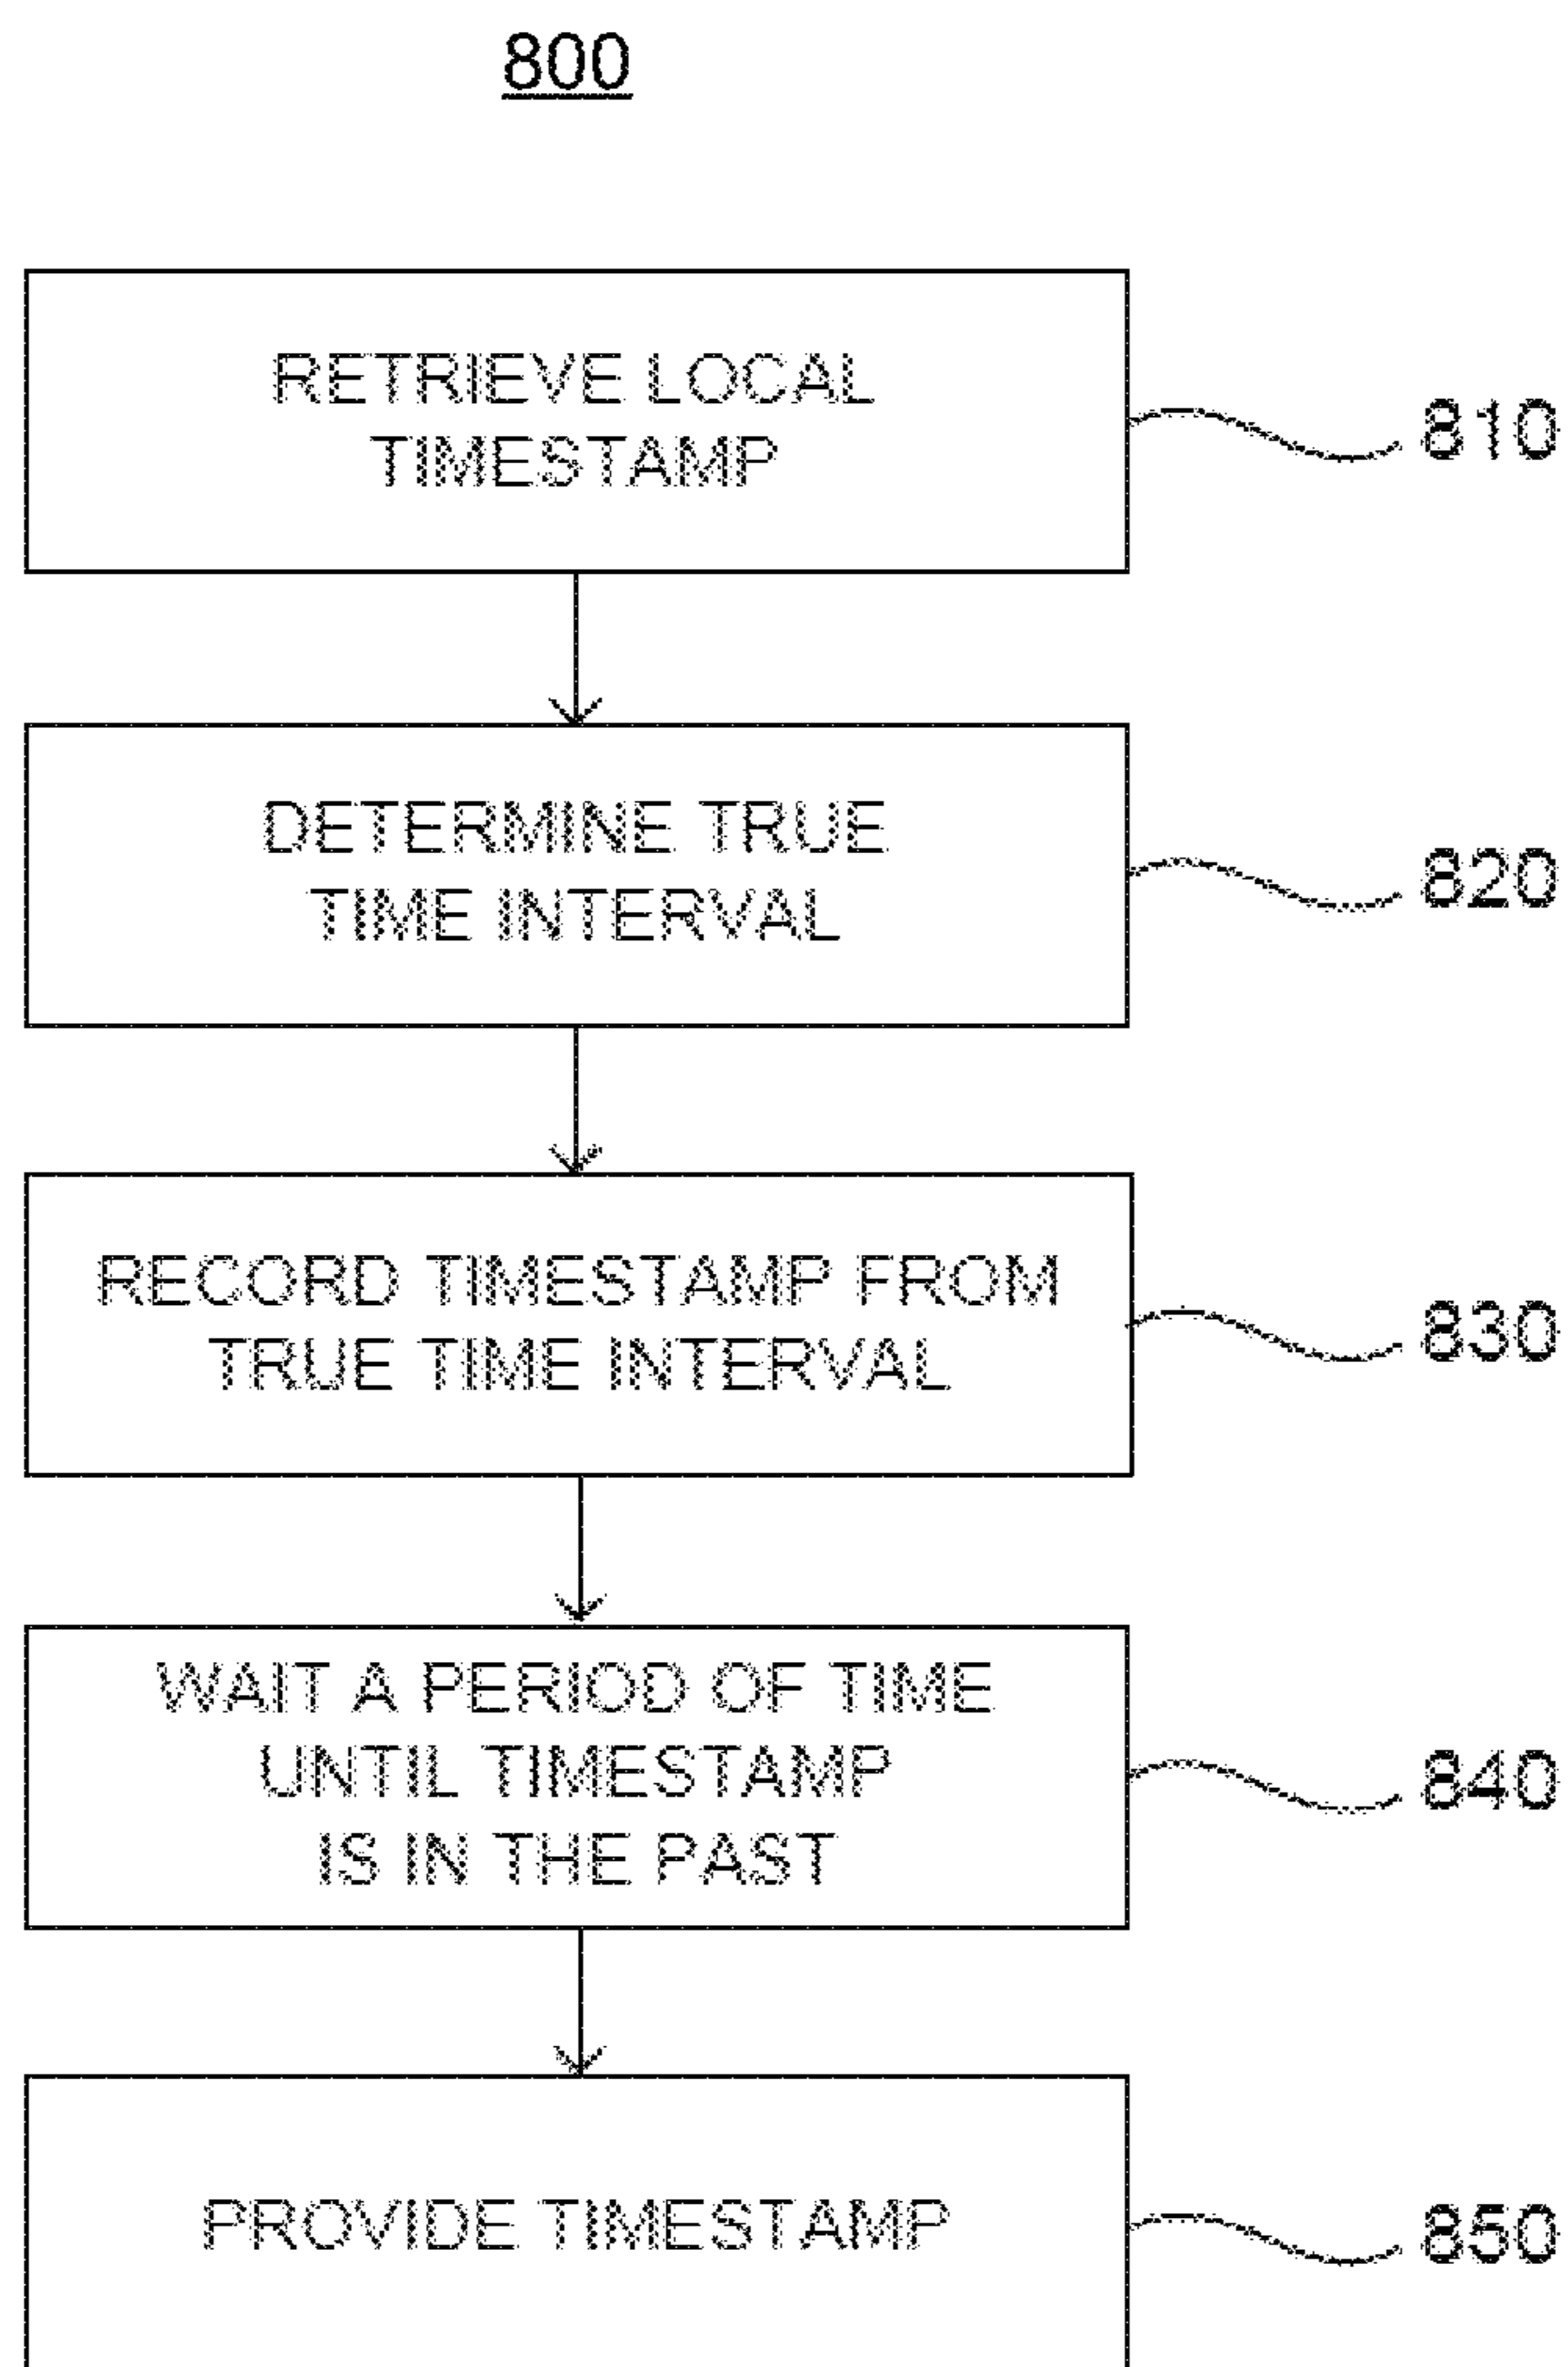 800
RETRIEVE LOCAL
TIMESTAMP
810
DETERMINE TRUE
TIME INTERVAL
820
RECORD TIMESTAMP FROM
TRUE TIME INTERVAL
830
WAIT A PERIOD OF TIME
UNTIL TIMESTAMP
IS IN THE PAST
840
PROVIDE TIMESTAMP
850